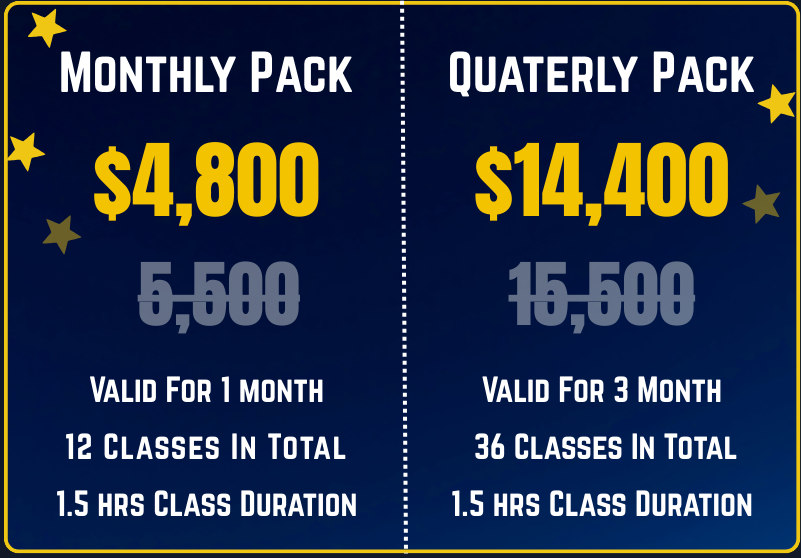 Monthly Pack
$4,800
5,500
Valid For 1 month
12 Classes In Total
1.5 hrs Class Duration
Quaterly Pack
$14,400
15,500
Valid For 3 Month
36 Classes In Total
1.5 hrs Class Duration